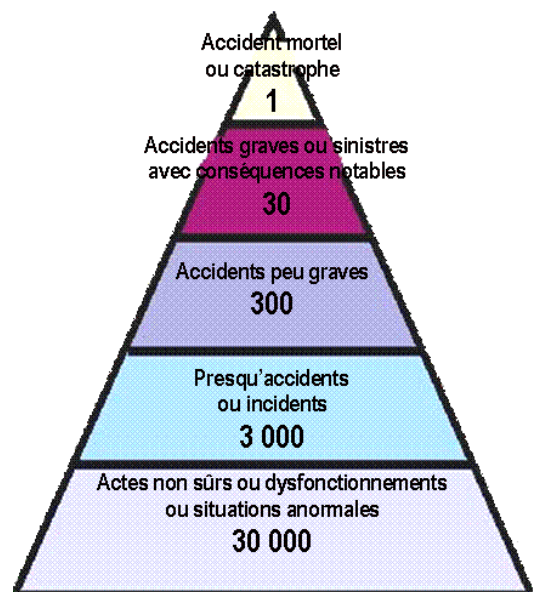 Accident mortel
ou catastrophe
1
Accidents graves ou sinistres
avec conséquences notables
30
Accidents peu graves
300
Presqu'accidents
ou incidents
3 000
Actes non sûrs ou dysfonctionnements
ou situations anormales
30 000